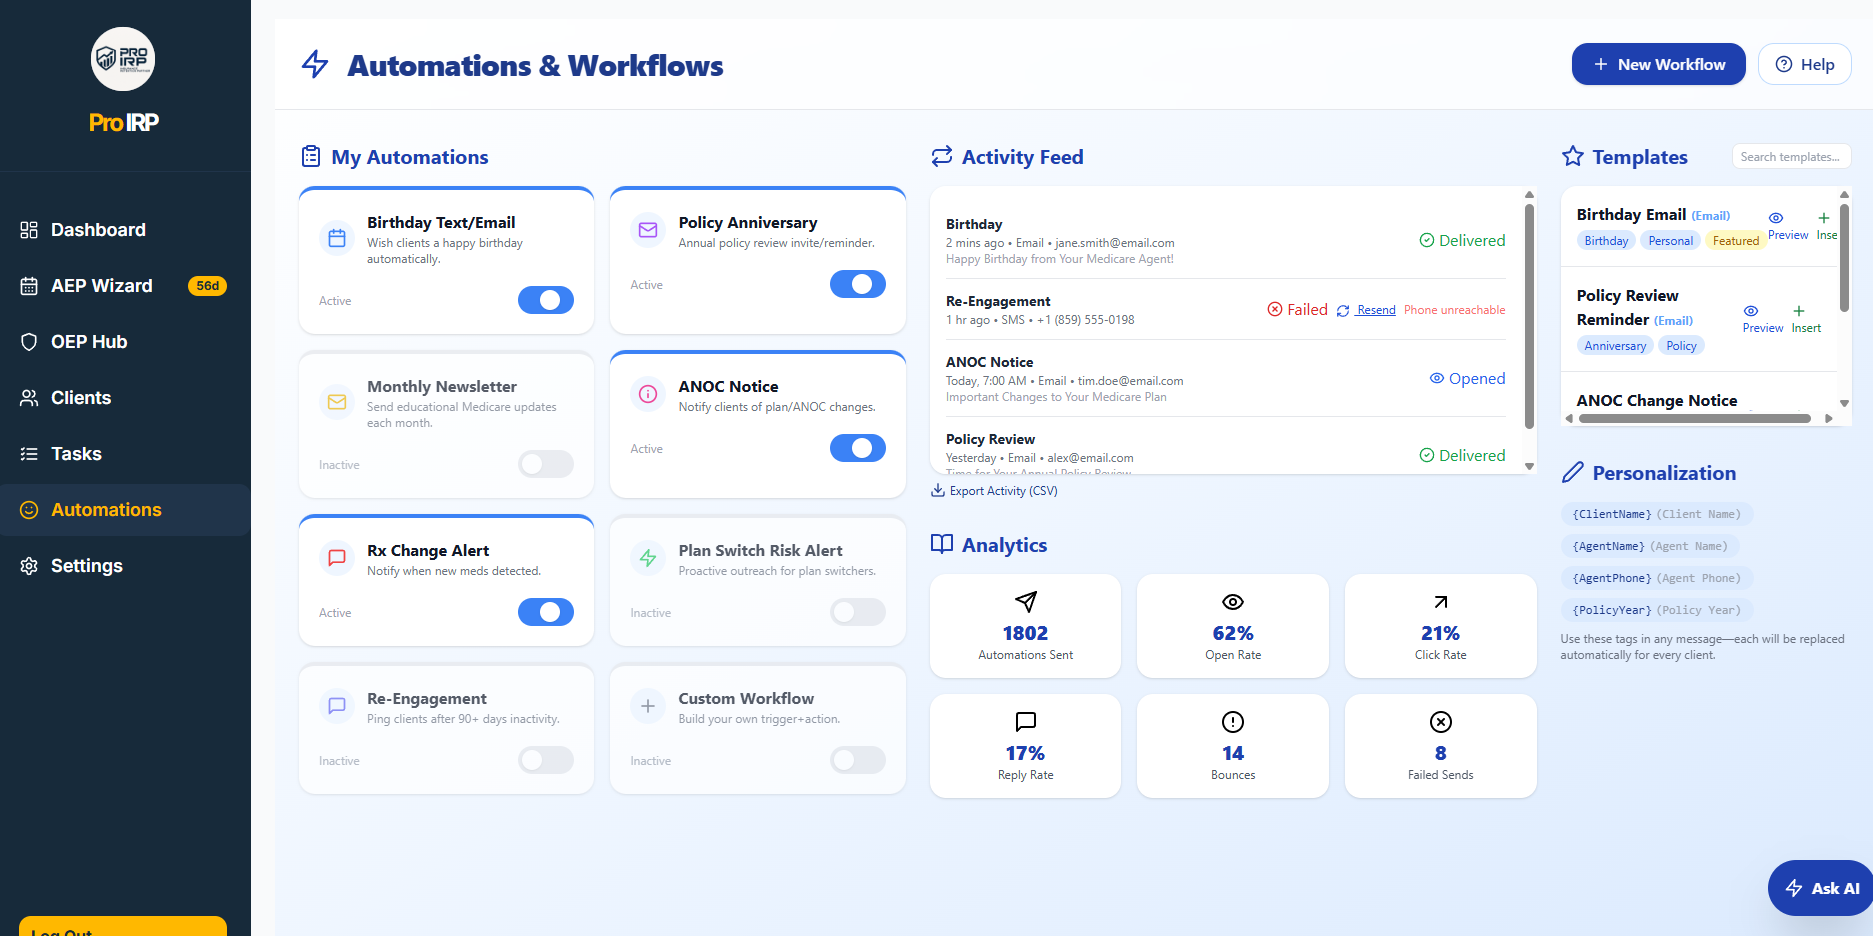 PRO
IRP
Pro IRP
Dashboard
AEP Wizard
56d
OEP Hub
Clients
Tasks
Automations
Settings
Log Out
Automations & Workflows
New Workflow
Help
My Automations
Birthday Text/Email
Wish clients a happy birthday
automatically.
Active
Policy Anniversary
Annual policy review invite/reminder.
Active
Monthly Newsletter
Send educational Medicare updates
each month.
Inactive
ANOC Notice
Notify clients of plan/ANOC changes.
Active
Rx Change Alert
Notify when new meds detected.
Active
Plan Switch Risk Alert
Proactive outreach for plan switchers.
Inactive
Re-Engagement
Ping clients after 90+ days inactivity.
Inactive
Custom Workflow
Build your own trigger+action.
Inactive
Activity Feed
Birthday
2 mins ago • Email • jane.smith@email.com
Happy Birthday from Your Medicare Agent!
Delivered
Re-Engagement
1 hr ago • SMS • +1 (859) 555-0198
Failed Resend Phone unreachable
ANOC Notice
Today, 7:00 AM • Email • tim.doe@email.com
Important Changes to Your Medicare Plan
Opened
Policy Review
Yesterday • Email • alex@email.com
Time for Your Annual Policy Review
Delivered
Export Activity (CSV)
Analytics
1802
Automations Sent
62%
Open Rate
21%
Click Rate
17%
Reply Rate
14
Bounces
8
Failed Sends
Templates
Search templates...
Birthday Email (Email)
Birthday Personal Featured
Preview
Inse
Policy Review
Reminder (Email)
Anniversary Policy
Preview
Insert
ANOC Change Notice
Personalization
{ClientName} (Client Name)
{AgentName} (Agent Name)
{AgentPhone} (Agent Phone)
{PolicyYear} (Policy Year)
Use these tags in any message—each will be replaced
automatically for every client.
Ask AI